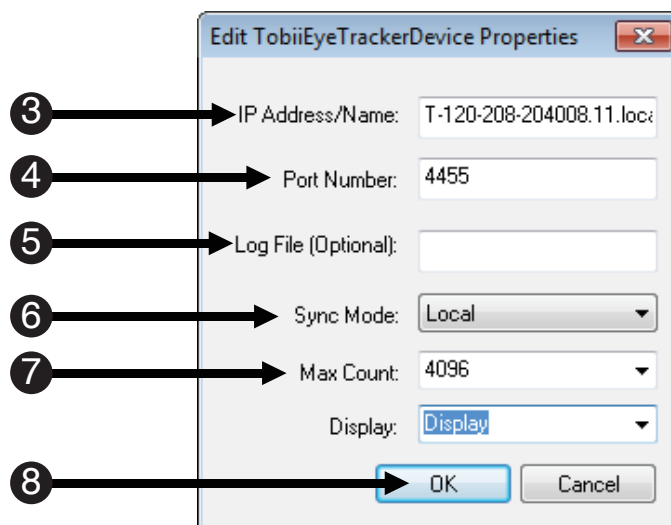 Edit TobiiEyeTrackerDevice Properties
3 IP Address/Name: T-120-208-204008.11.loca
4 Port Number: 4455
5 Log File (Optional):
6 Sync Mode: Local
7 Max Count: 4096
Display: Display
8 OK Cancel